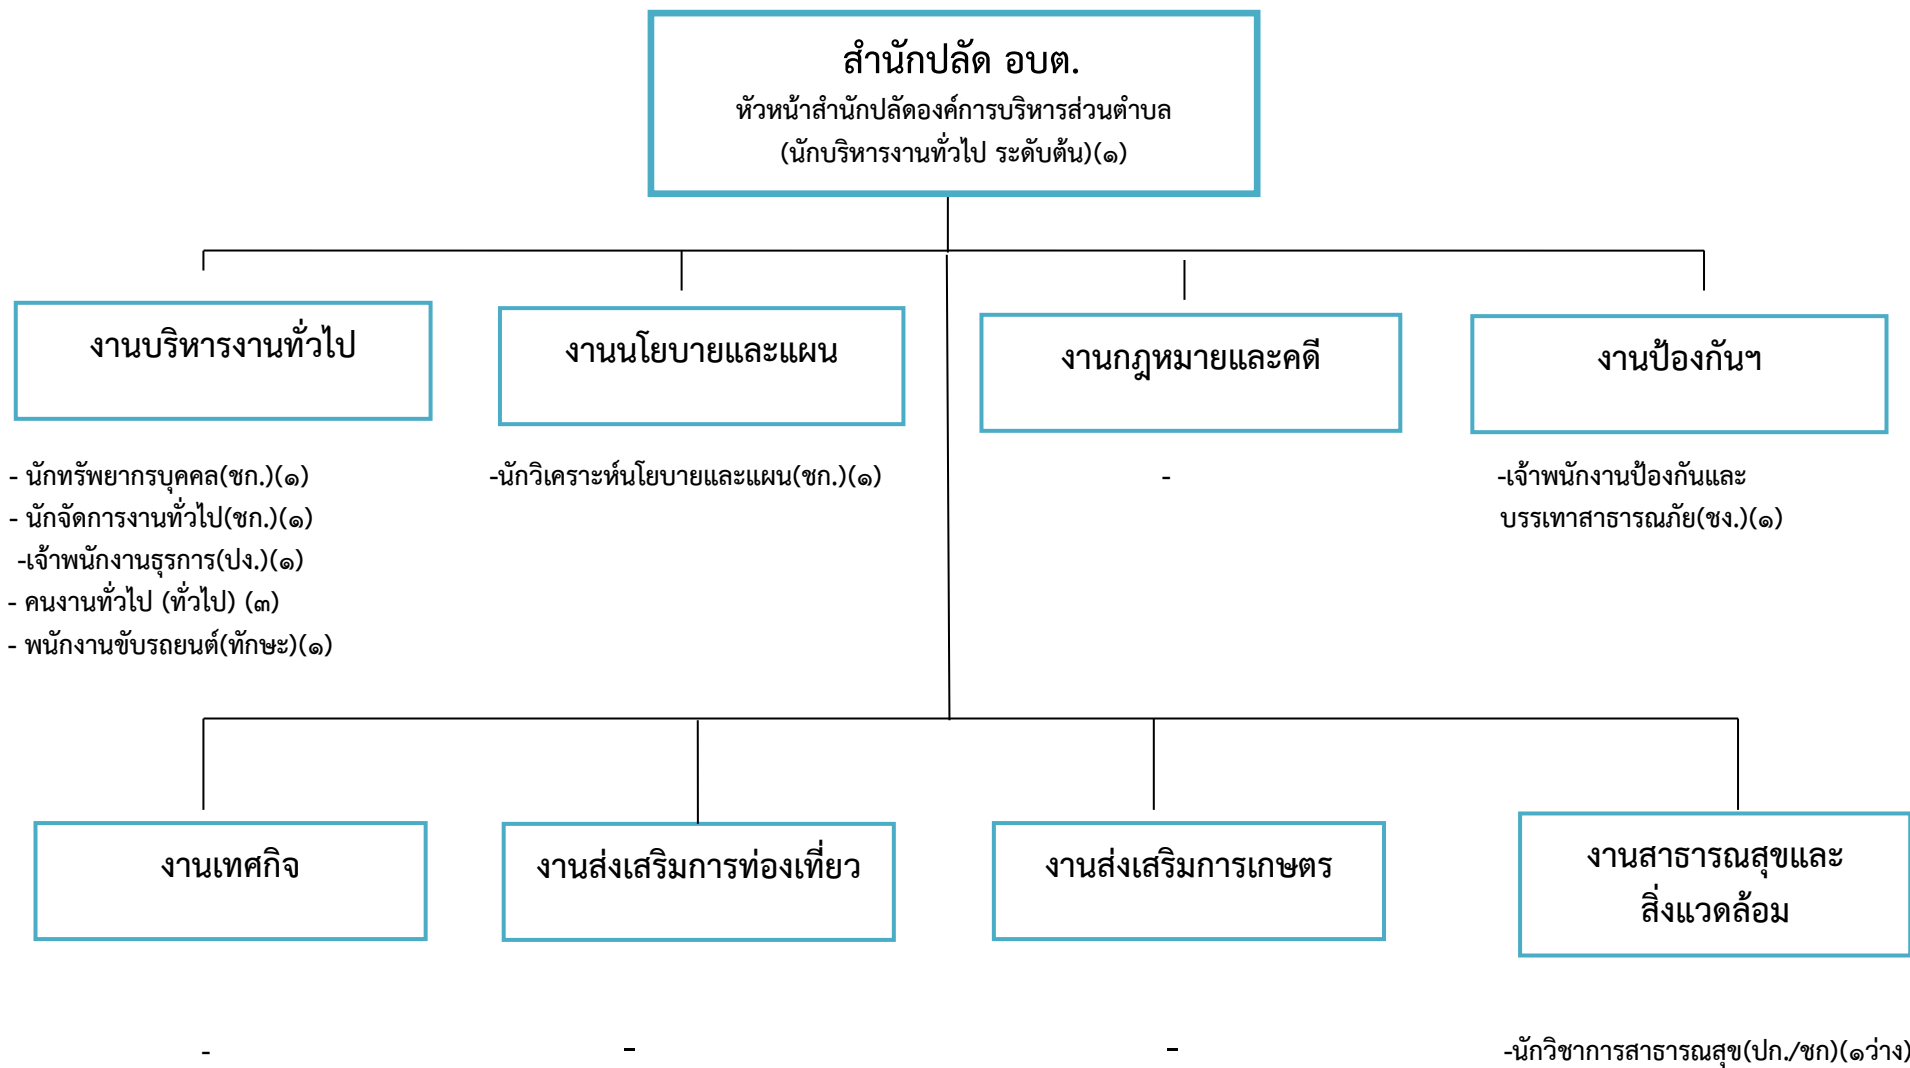 สำนักปลัด อบต.
หัวหน้าสำนักปลัดองค์การบริหารส่วนตำบล
(นักบริหารงานทั่วไป ระดับต้น)(๑)
งานบริหารงานทั่วไป
งานนโยบายและแผน
งานกฎหมายและคดี
งานป้องกันฯ
- นักทรัพยากรบุคคล(ชก.)(๑)
- นักจัดการงานทั่วไป(ชก.)(๑)
-เจ้าพนักงานธุรการ(ปง.)(๑)
- คนงานทั่วไป (ทั่วไป) (๓)
- พนักงานขับรถยนต์(ทักษะ)(๑)
-นักวิเคราะห์นโยบายและแผน(ชก.)(๑)
-
-เจ้าพนักงานป้องกันและ
บรรเทาสาธารณภัย(ชง.)(๑)
งานเทศกิจ
งานส่งเสริมการท่องเที่ยว
งานส่งเสริมการเกษตร
งานสาธารณสุขและ
สิ่งแวดล้อม
-
-
-
-นักวิชาการสาธารณสุข(ปก./ชก)(๑ว่าง)